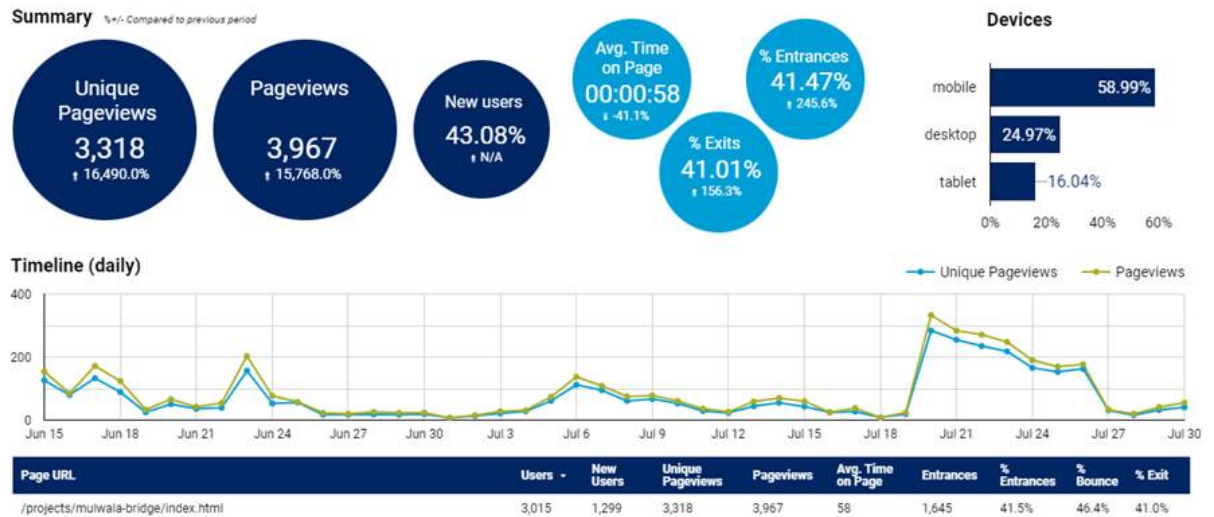 Summary %+/- Compared to previous period
Unique
Pageviews
3,318
⬆ 16,490.0%
Pageviews
3,967
⬆ 15,768.0%
New users
43.08%
⬆ N/A
Avg. Time
on Page
00:00:58
⬇ -41.1%
% Entrances
41.47%
⬆ 245.6%
% Exits
41.01%
⬆ 156.3%
Devices
mobile 58.99%
desktop 24.97%
tablet 16.04%
0% 20% 40% 60%
Timeline (daily)
Unique Pageviews Pageviews
400
200
0
Jun 15 Jun 18 Jun 21 Jun 24 Jun 27 Jun 30 Jul 3 Jul 6 Jul 9 Jul 12 Jul 15 Jul 18 Jul 21 Jul 24 Jul 27 Jul 30
Page URL Users New Users Unique Pageviews Pageviews Avg. Time on Page Entrances % Entrances % Bounce % Exit
/projects/mulwala-bridge/index.html 3,015 1,299 3,318 3,967 58 1,645 41.5% 46.4% 41.0%